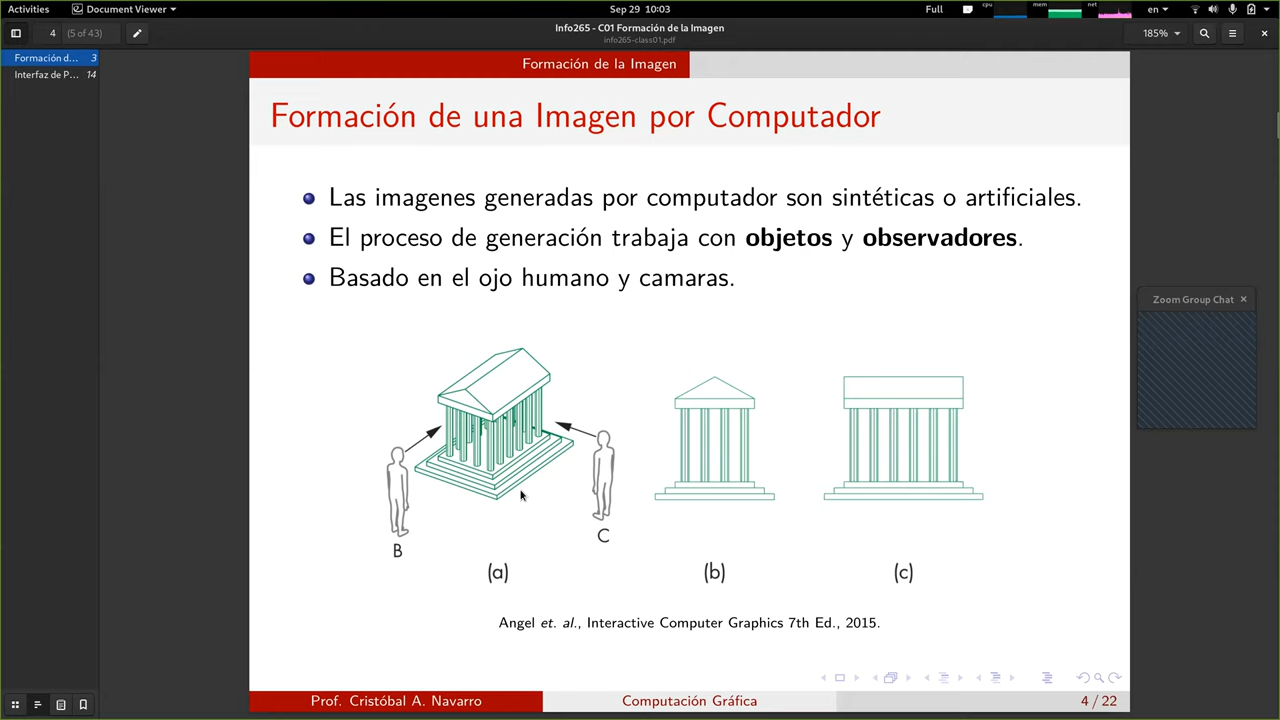 Activities
Document Viewer
Sep 29 10:03
Full
cpu
mem
net
en
4
(5 of 43)
Info265 - C01 Formación de la Imagen
info265-class01.pdf
185%
Formación d... 3
Interfaz de P... 14
Formación de la Imagen
Formación de una Imagen por Computador
Las imagenes generadas por computador son sintéticas o artificiales.
El proceso de generación trabaja con objetos y observadores.
Basado en el ojo humano y camaras.
Zoom Group Chat
B
C
(a)
(b)
(c)
Angel et. al., Interactive Computer Graphics 7th Ed., 2015.
Prof. Cristóbal A. Navarro
Computación Gráfica
4 / 22